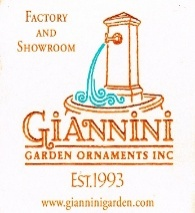 FACTORY
AND
SHOWROOM
GIANNINI
GARDEN ORNAMENTS INC
EST.1993
www.gianninigarden.com